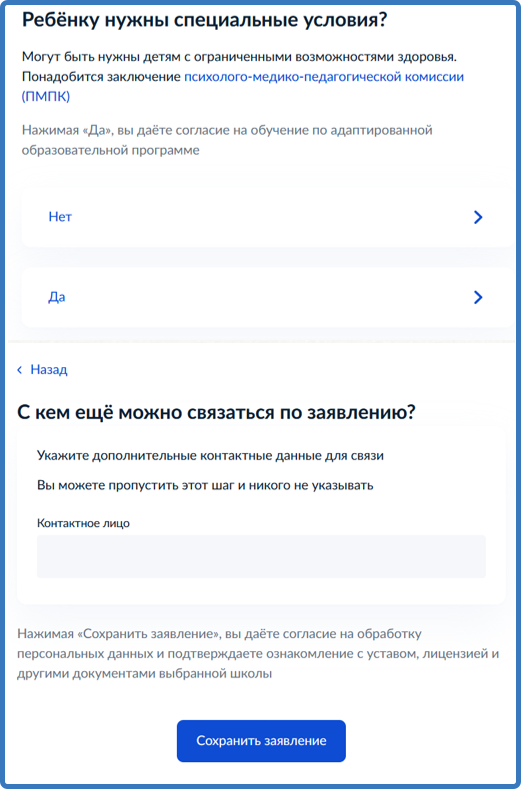 Ребёнку нужны специальные условия?
Могут быть нужны детям с ограниченными возможностями здоровья.
Понадобится заключение психолого-медико-педагогической комиссии
(ПМПК)
Нажимая «Да», вы даёте согласие на обучение по адаптированной
образовательной программе
Нет
Да
Назад
С кем ещё можно связаться по заявлению?
Укажите дополнительные контактные данные для связи
Вы можете пропустить этот шаг и никого не указывать
Контактное лицо
Нажимая «Сохранить заявление», вы даёте согласие на обработку
персональных данных и подтверждаете ознакомление с уставом, лицензией и
другими документами выбранной школы
Сохранить заявление